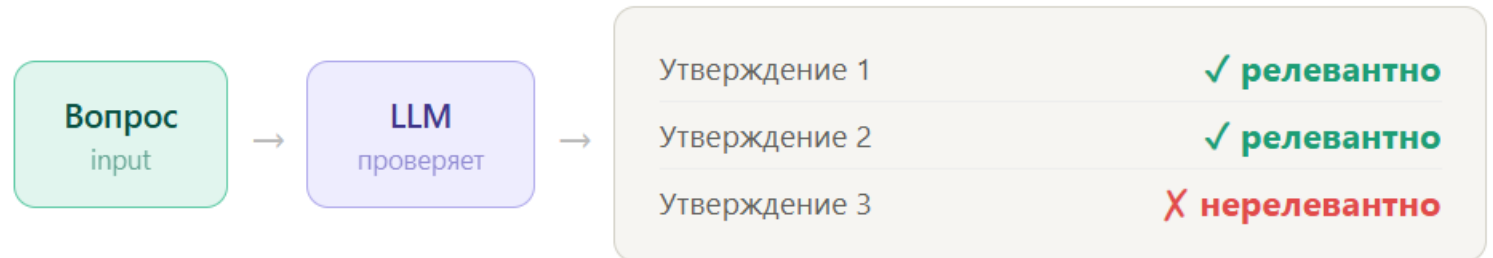 Вопрос
input
→
LLM
проверяет
→
Утверждение 1 ✓ релевантно
Утверждение 2 ✓ релевантно
Утверждение 3 ✗ нерелевантно